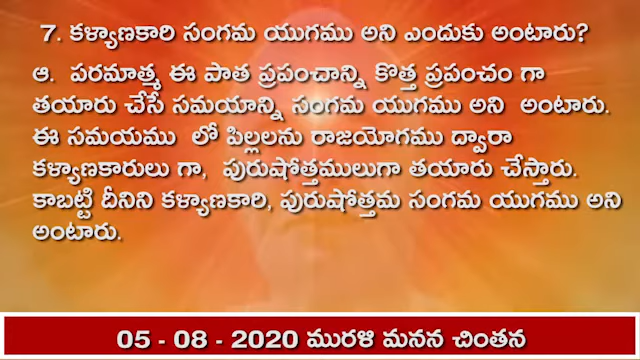 7. కళ్యాణకారి సంగమ యుగము అని ఎందుకు అంటారు?
ఆ. పరమాత్మ ఈ పాత ప్రపంచాన్ని కొత్త ప్రపంచం గా
తయారు చేసే సమయాన్ని సంగమ యుగము అని అంటారు.
ఈ సమయము లో పిల్లలను రాజయోగము ద్వారా
కళ్యాణకారులు గా, పురుషోత్తములుగా తయారు చేస్తారు.
కాబట్టి దీనిని కళ్యాణకారి, పురుషోత్తమ సంగమ యుగము అని
అంటారు.
05 - 08 - 2020 మురళి మనన చింతన